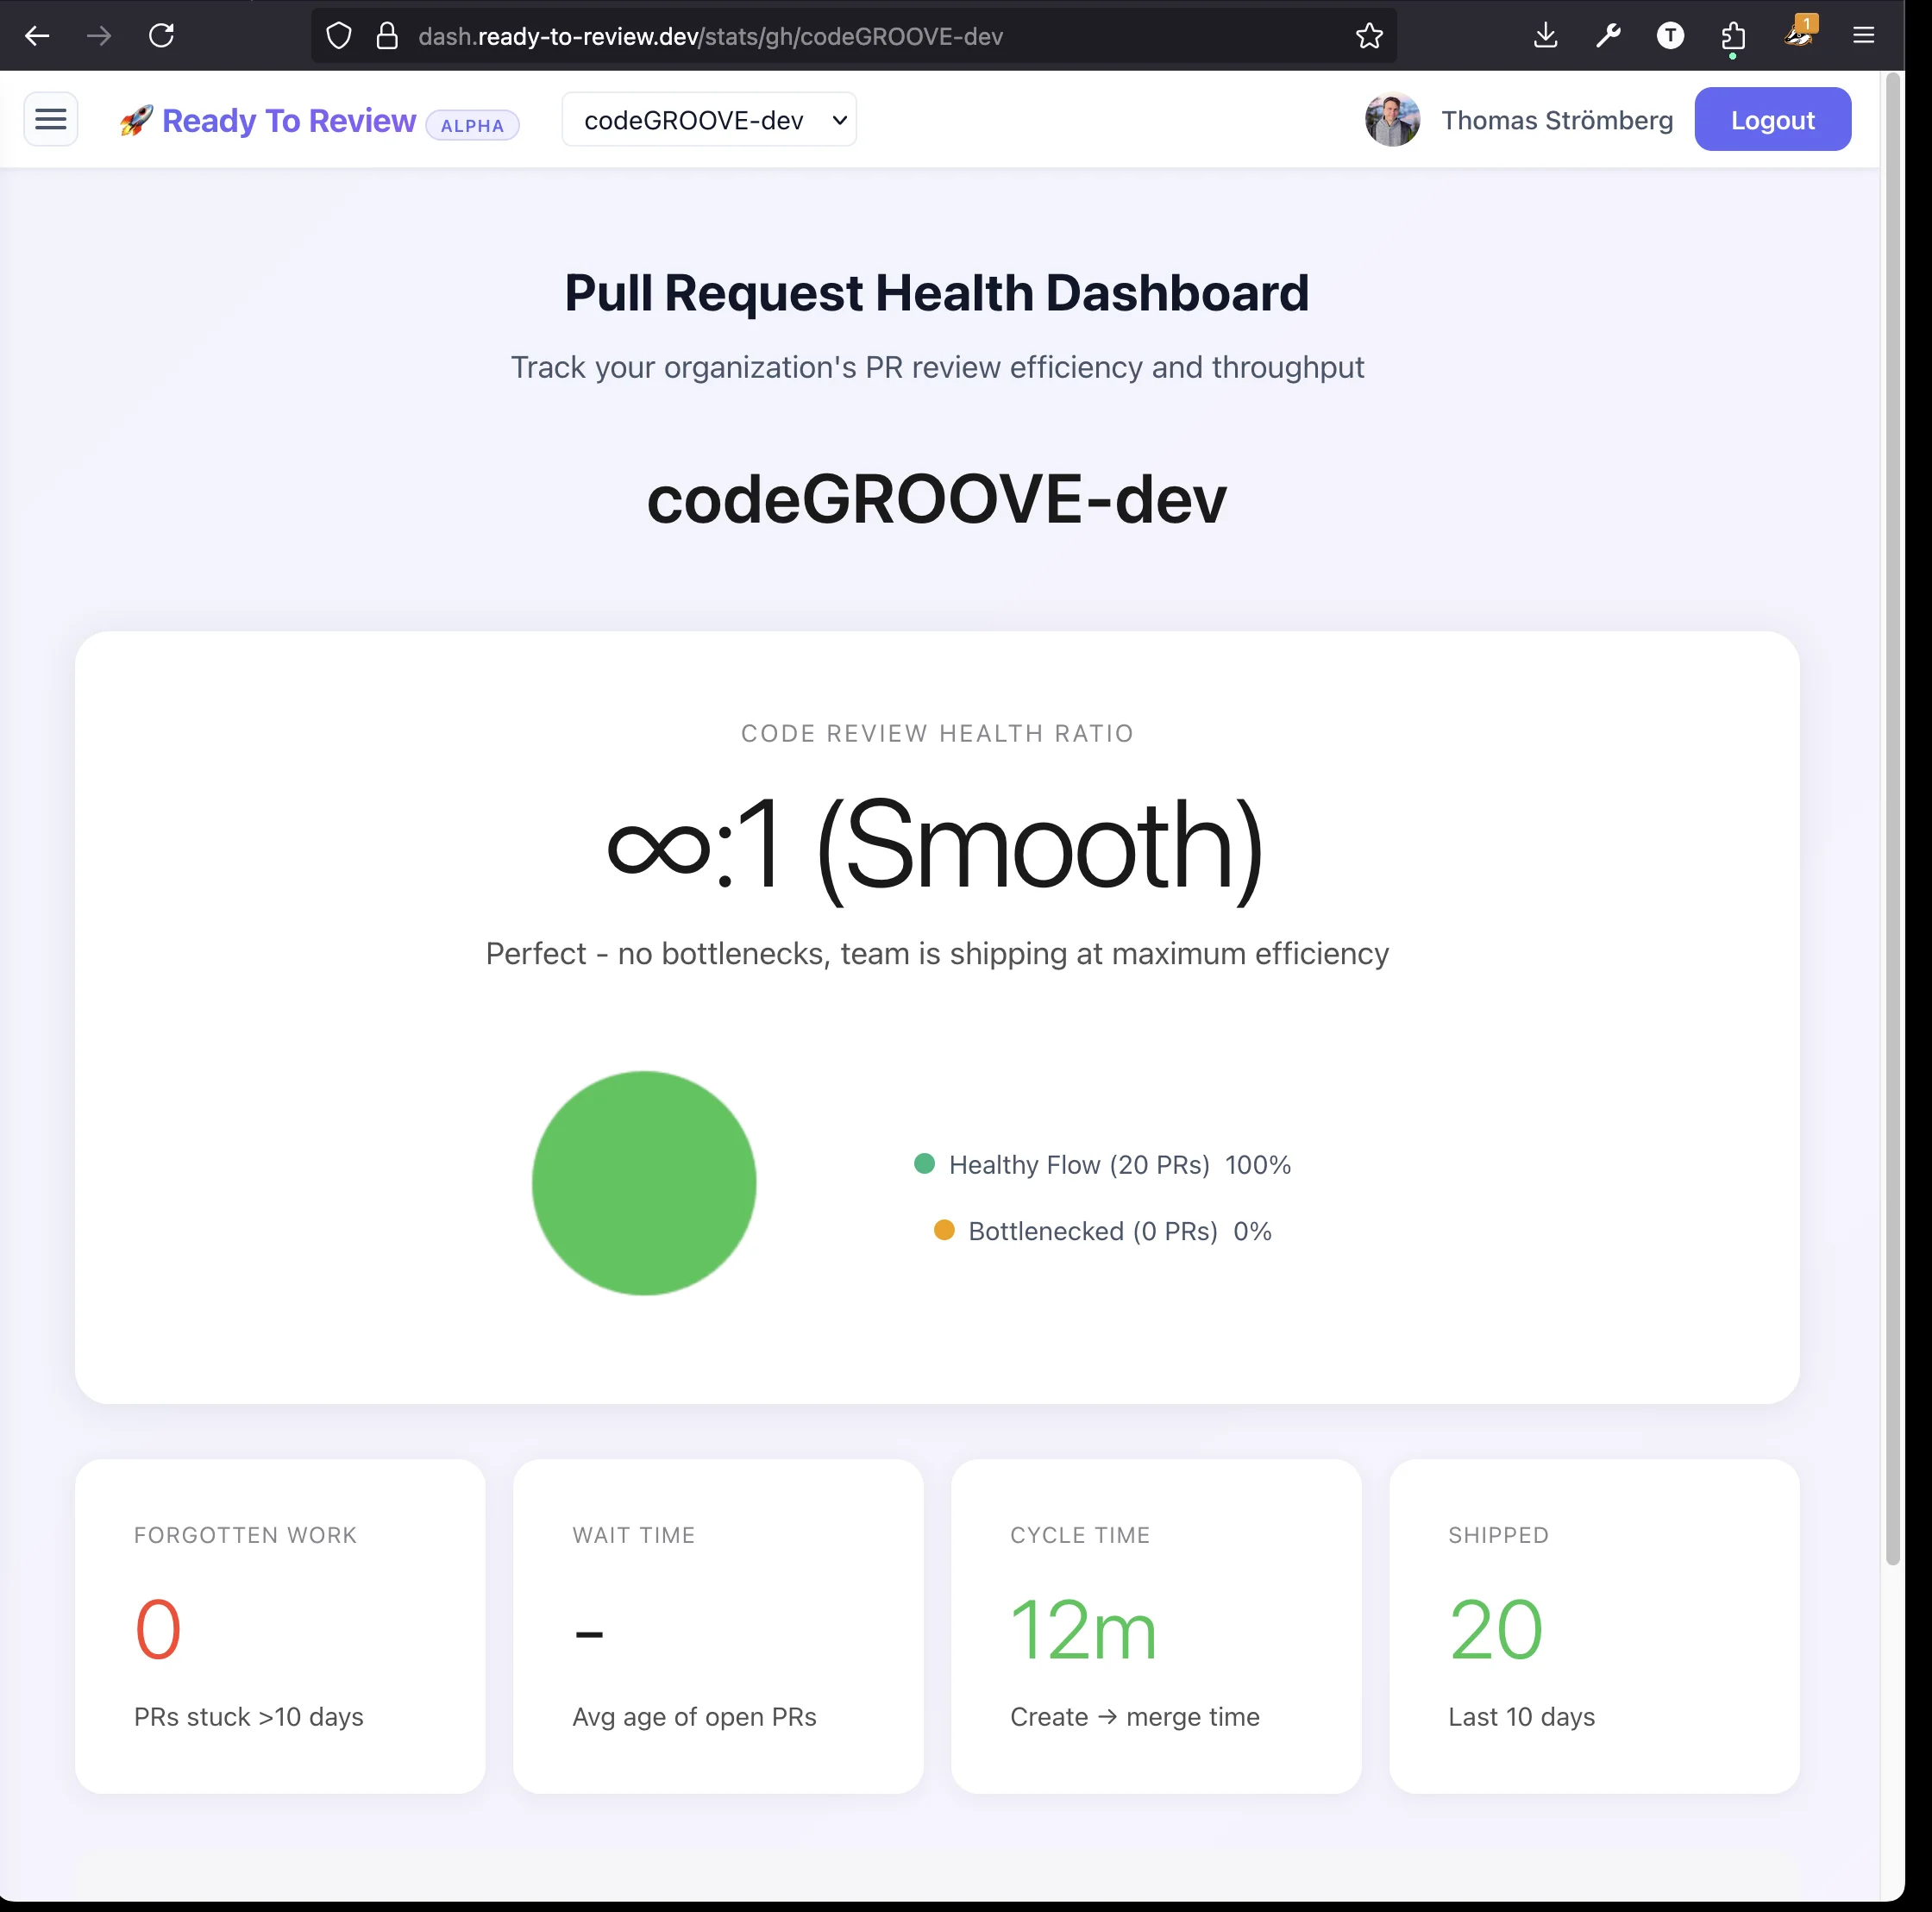 dash.ready-to-review.dev/stats/gh/codeGROOVE-dev
T
1
🚀 Ready To Review ALPHA
codeGROOVE-dev
Thomas Strömberg
Logout
Pull Request Health Dashboard
Track your organization's PR review efficiency and throughput
codeGROOVE-dev
CODE REVIEW HEALTH RATIO
∞:1 (Smooth)
Perfect - no bottlenecks, team is shipping at maximum efficiency
Healthy Flow (20 PRs) 100%
Bottlenecked (0 PRs) 0%
FORGOTTEN WORK
0
PRs stuck >10 days
WAIT TIME
–
Avg age of open PRs
CYCLE TIME
12m
Create → merge time
SHIPPED
20
Last 10 days